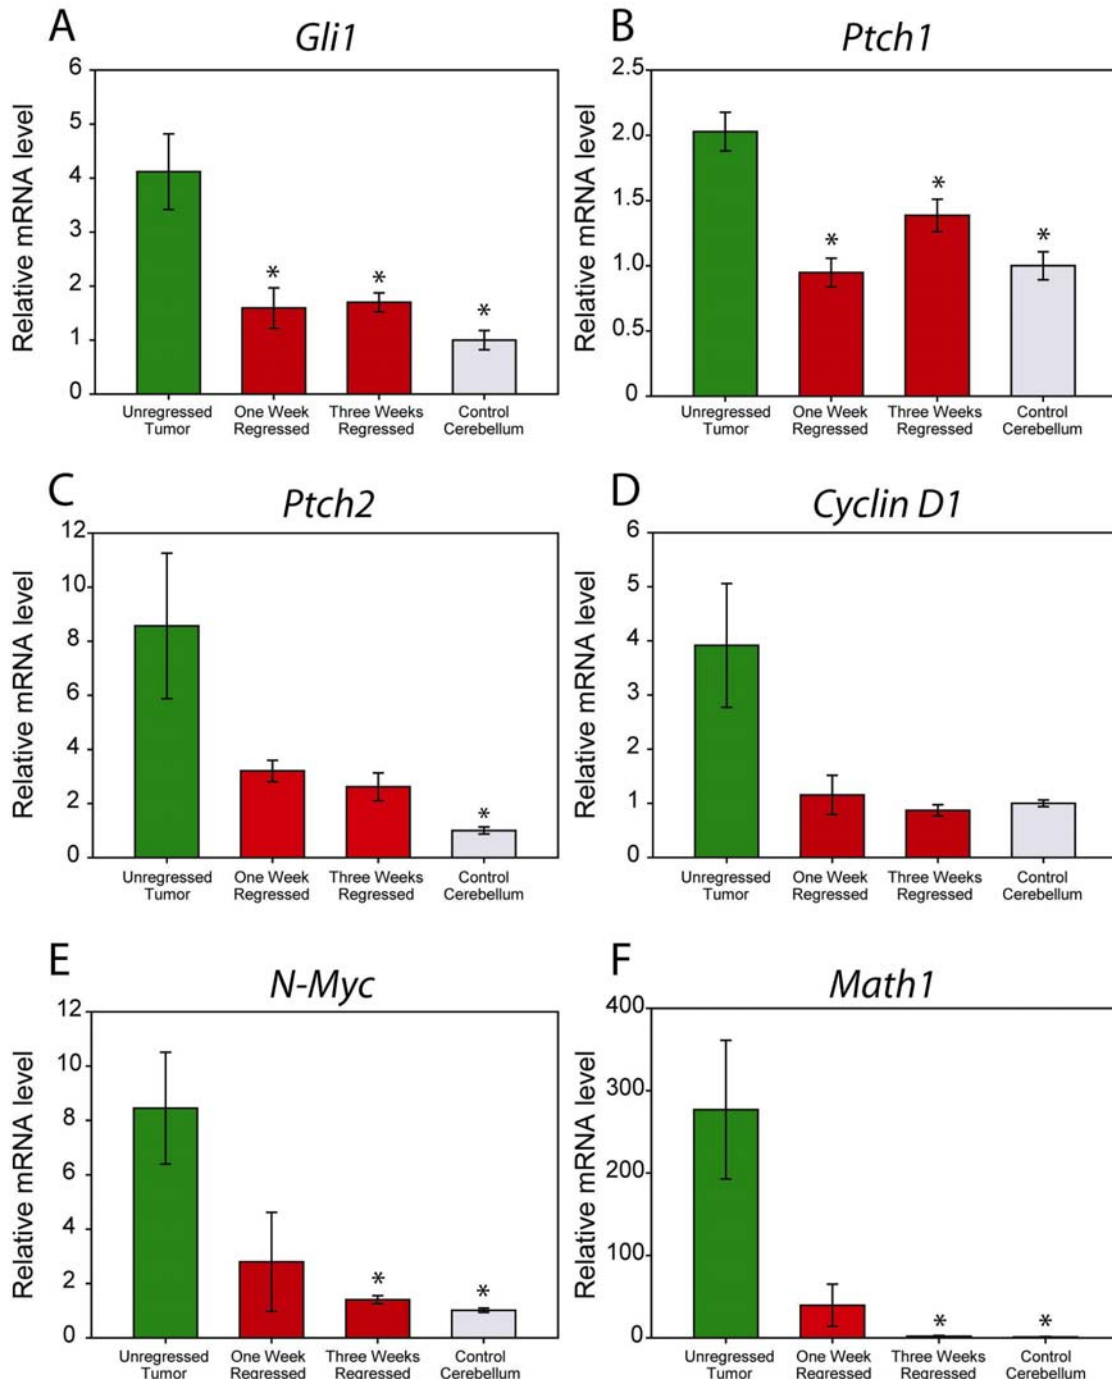 A
Gli1
Relative mRNA level
6
5
4
3
2
1
0
*
*
*
Unregressed Tumor
One Week Regressed
Three Weeks Regressed
Control Cerebellum
B
Ptch1
Relative mRNA level
2.5
2.0
1.5
1.0
0.5
0
*
*
*
Unregressed Tumor
One Week Regressed
Three Weeks Regressed
Control Cerebellum
C
Ptch2
Relative mRNA level
12
10
8
6
4
2
0
*
Unregressed Tumor
One Week Regressed
Three Weeks Regressed
Control Cerebellum
D
Cyclin D1
Relative mRNA level
6
5
4
3
2
1
0
Unregressed Tumor
One Week Regressed
Three Weeks Regressed
Control Cerebellum
E
N-Myc
Relative mRNA level
12
10
8
6
4
2
0
*
*
Unregressed Tumor
One Week Regressed
Three Weeks Regressed
Control Cerebellum
F
Math1
Relative mRNA level
400
300
200
100
0
*
*
Unregressed Tumor
One Week Regressed
Three Weeks Regressed
Control Cerebellum